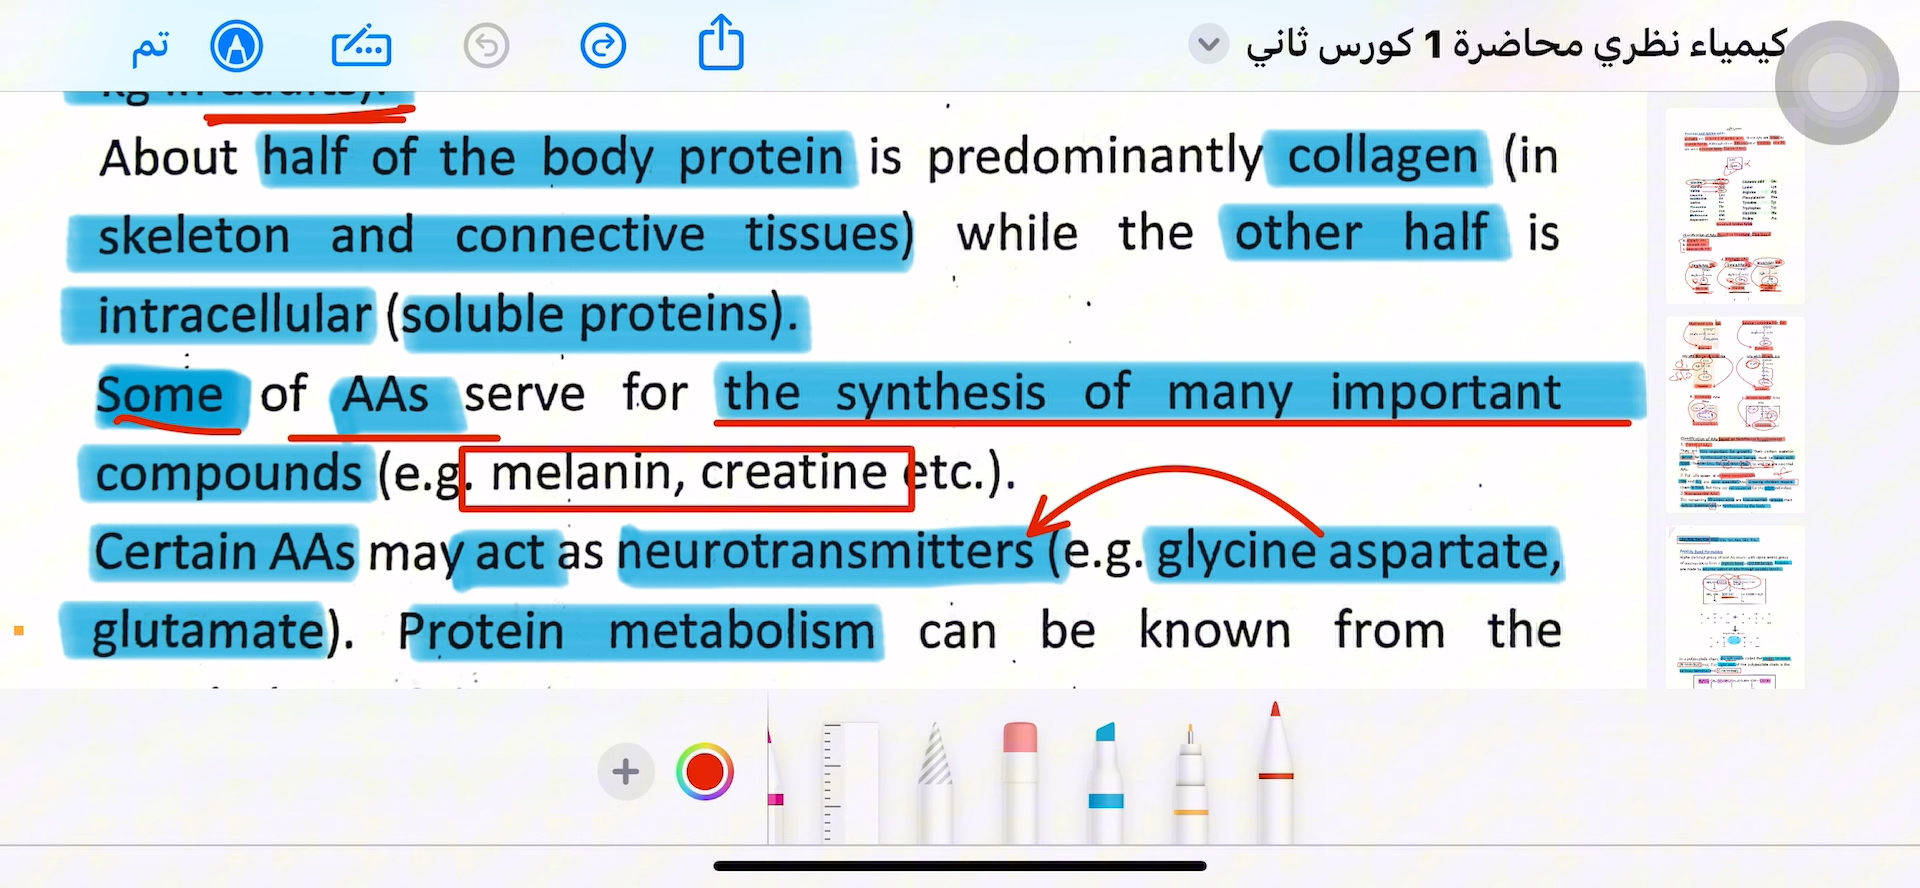 تم
كيمياء نظري محاضرة 1 كورس ثاني
kg in adults).
About half of the body protein is predominantly collagen (in
skeleton and connective tissues) while the other half is
intracellular (soluble proteins).
Some of AAs serve for the synthesis of many important
compounds (e.g. melanin, creatine etc.).
Certain AAs may act as neurotransmitters (e.g. glycine aspartate,
glutamate). Protein metabolism can be known from the